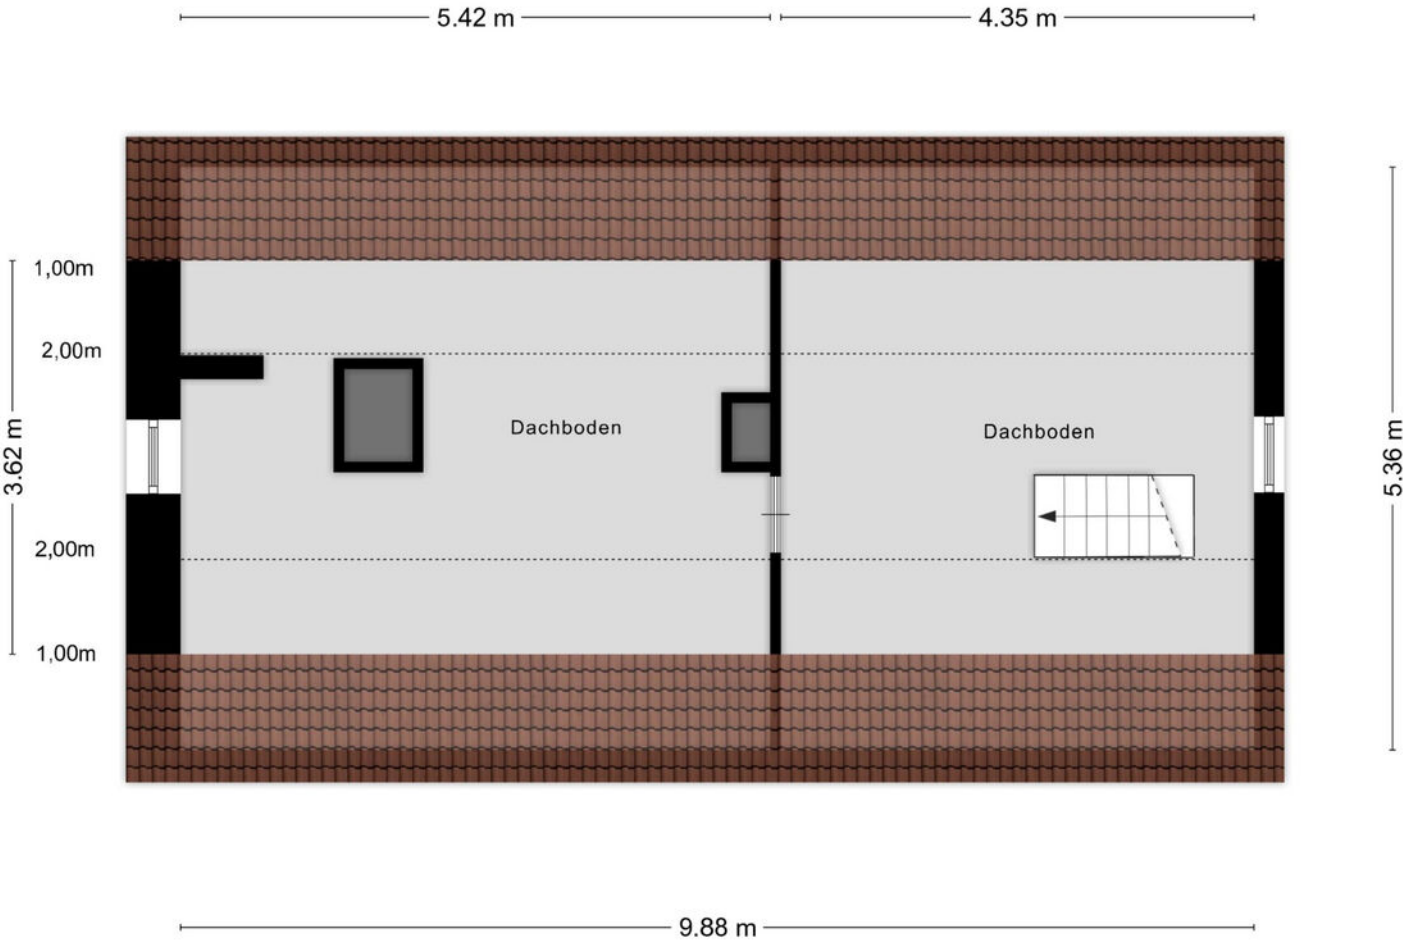 5.42 m
4.35 m
1,00m
2,00m
Dachboden
Dachboden
3.62 m
5.36 m
2,00m
1,00m
9.88 m